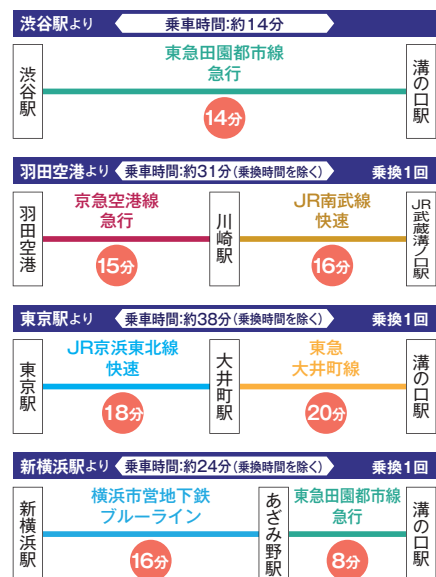 渋谷駅より 乗車時間:約14分
東急田園都市線
急行
渋谷駅
溝の口駅
14分
羽田空港より 乗車時間:約31分(乗換時間を除く) 乗換1回
京急空港線
急行
JR南武線
快速
羽田空港
川崎駅
JR武蔵溝ノ口駅
15分
16分
東京駅より 乗車時間:約38分(乗換時間を除く) 乗換1回
JR京浜東北線
快速
東急
大井町線
東京駅
大井町駅
溝の口駅
18分
20分
新横浜駅より 乗車時間:約24分(乗換時間を除く) 乗換1回
横浜市営地下鉄
ブルーライン
東急田園都市線
急行
新横浜駅
あざみ野駅
溝の口駅
16分
8分